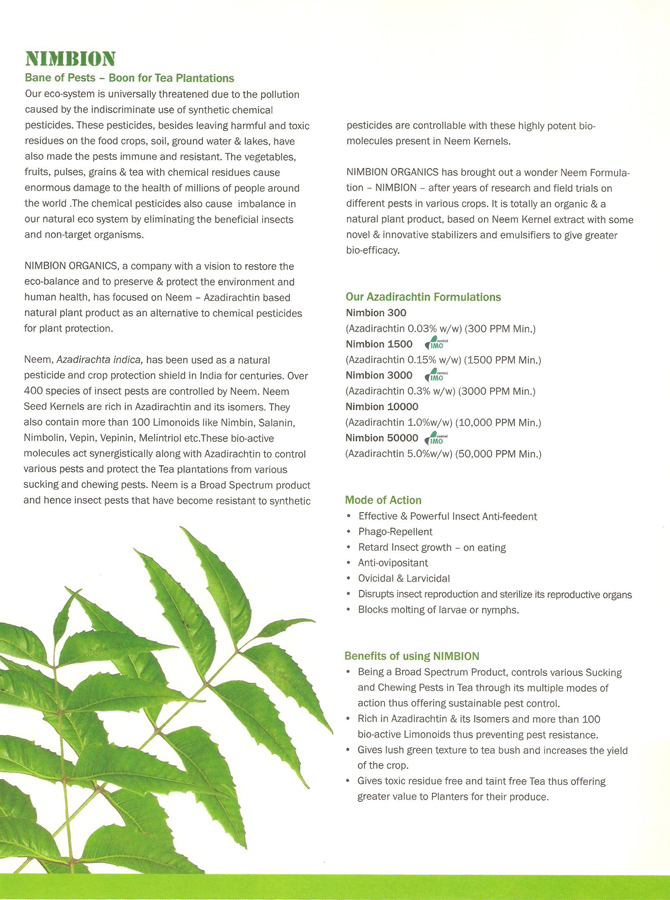 NIMBION
Bane of Pests – Boon for Tea Plantations
Our eco-system is universally threatened due to the pollution
caused by the indiscriminate use of synthetic chemical
pesticides. These pesticides, besides leaving harmful and toxic
residues on the food crops, soil, ground water & lakes, have
also made the pests immune and resistant. The vegetables,
fruits, pulses, grains & tea with chemical residues cause
enormous damage to the health of millions of people around
the world .The chemical pesticides also cause  imbalance in
our natural eco system by eliminating the beneficial insects
and non-target organisms.
NIMBION ORGANICS, a company with a vision to restore the
eco-balance and to preserve & protect the environment and
human health, has focused on Neem – Azadirachtin based
natural plant product as an alternative to chemical pesticides
for plant protection.
Neem, Azadirachta indica, has been used as a natural
pesticide and crop protection shield in India for centuries. Over
400 species of insect pests are controlled by Neem. Neem
Seed Kernels are rich in Azadirachtin and its isomers. They
also contain more than 100 Limonoids like Nimbin, Salanin,
Nimbolin, Vepin, Vepinin, Melintriol etc.These bio-active
molecules act synergistically along with Azadirachtin to control
various pests and protect the Tea plantations from various
sucking and chewing pests. Neem is a Broad Spectrum product
and hence insect pests that have become resistant to synthetic
pesticides are controllable with these highly potent bio-
molecules present in Neem Kernels.
NIMBION ORGANICS has brought out a wonder Neem Formula-
tion – NIMBION – after years of research and field trials on
different pests in various crops. It is totally an organic & a
natural plant product, based on Neem Kernel extract with some
novel & innovative stabilizers and emulsifiers to give greater
bio-efficacy.
Our Azadirachtin Formulations
Nimbion 300
(Azadirachtin 0.03% w/w) (300 PPM Min.)
Nimbion 1500 IMO
(Azadirachtin 0.15% w/w) (1500 PPM Min.)
Nimbion 3000 IMO
(Azadirachtin 0.3% w/w) (3000 PPM Min.)
Nimbion 10000
(Azadirachtin 1.0%w/w) (10,000 PPM Min.)
Nimbion 50000 IMO
(Azadirachtin 5.0%w/w) (50,000 PPM Min.)
Mode of Action
• Effective & Powerful Insect Anti-feedent
• Phago-Repellent
• Retard Insect growth – on eating
• Anti-ovipositant
• Ovicidal & Larvicidal
• Disrupts insect reproduction and sterilize its reproductive organs
• Blocks molting of larvae or nymphs.
Benefits of using NIMBION
• Being a Broad Spectrum Product, controls various Sucking
and Chewing Pests in Tea through its multiple modes of
action thus offering sustainable pest control.
• Rich in Azadirachtin & its Isomers and more than 100
bio-active Limonoids thus preventing pest resistance.
• Gives lush green texture to tea bush and increases the yield
of the crop.
• Gives toxic residue free and taint free Tea thus offering
greater value to Planters for their produce.